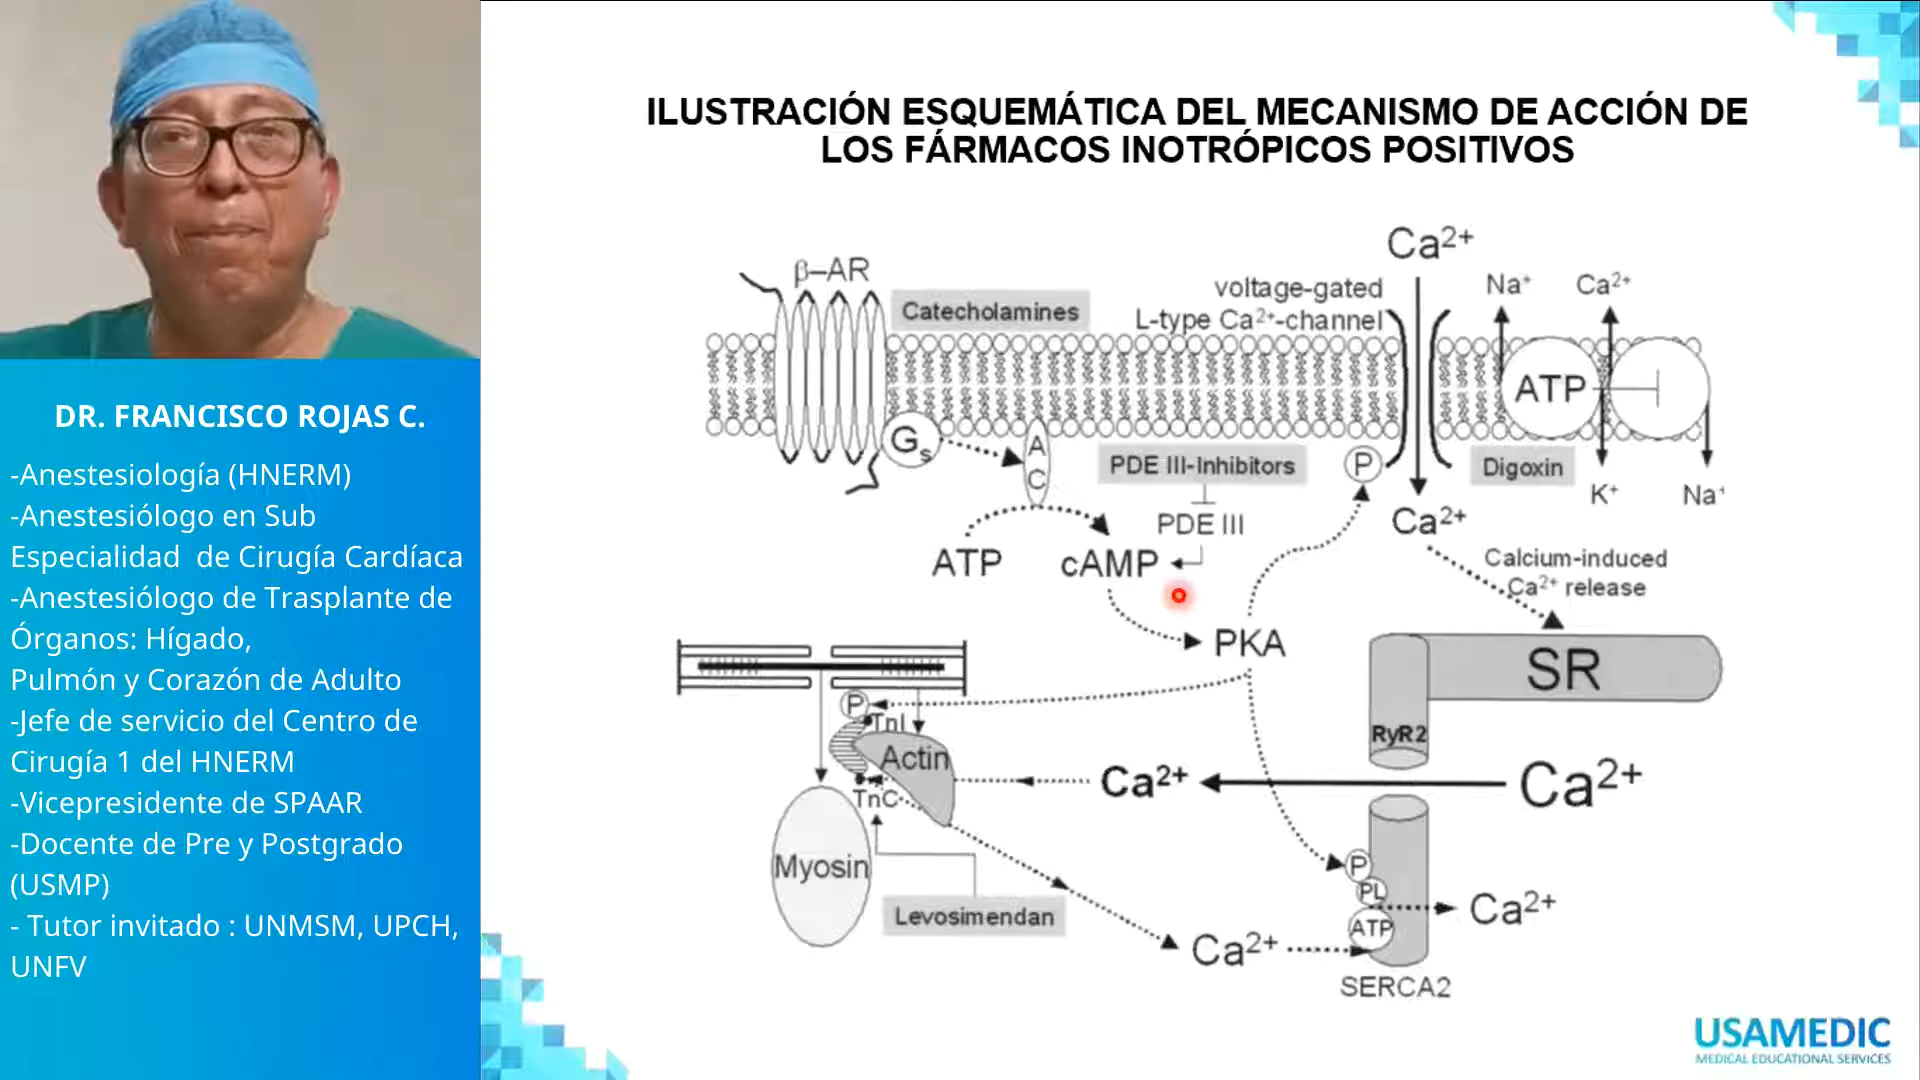 ILUSTRACIÓN ESQUEMÁTICA DEL MECANISMO DE ACCIÓN DE
LOS FÁRMACOS INOTRÓPICOS POSITIVOS
DR. FRANCISCO ROJAS C.
-Anestesiología (HNERM)
-Anestesiólogo en Sub
Especialidad de Cirugía Cardíaca
-Anestesiólogo de Trasplante de
Órganos: Hígado,
Pulmón y Corazón de Adulto
-Jefe de servicio del Centro de
Cirugía 1 del HNERM
-Vicepresidente de SPAAR
-Docente de Pre y Postgrado
(USMP)
- Tutor invitado : UNMSM, UPCH,
UNFV
Ca²⁺
β–AR
Catecholamines
voltage-gated
L-type Ca²⁺-channel
Na⁺
Ca²⁺
ATP
Gs
A
C
PDE III-Inhibitors
P
Digoxin
K⁺
Na⁺
PDE III
Ca²⁺
ATP
cAMP
Calcium-induced
Ca²⁺ release
PKA
SR
P
TnI
RyR2
Actin
Ca²⁺
Ca²⁺
TnC
Myosin
P
PL
Ca²⁺
Levosimendan
ATP
Ca²⁺
SERCA2
USAMEDIC
MEDICAL EDUCATIONAL SERVICES